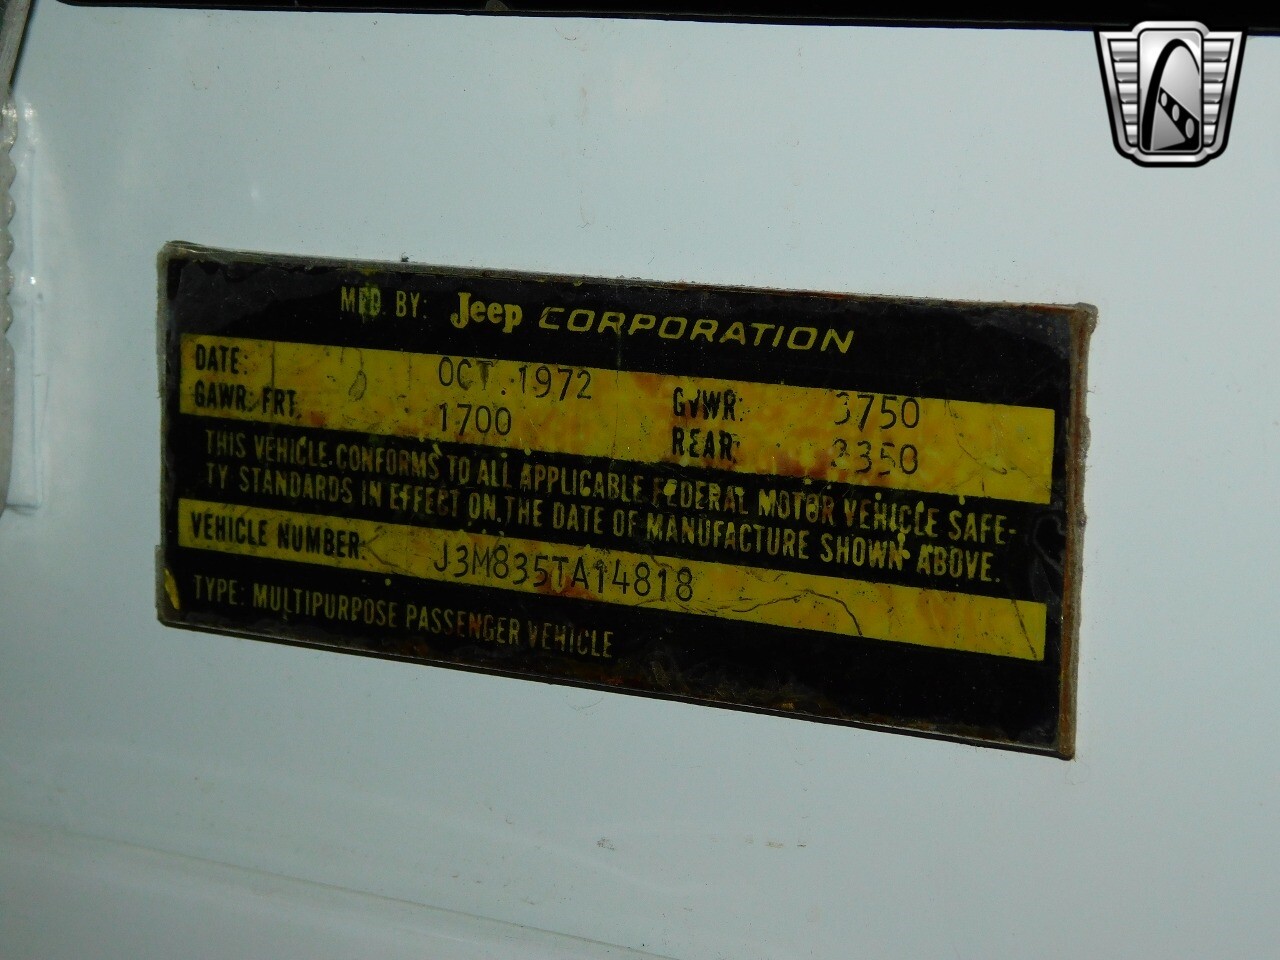 MFD. BY: Jeep CORPORATION
DATE: OCT. 1972 GVWR: 3750
GAWR: FRT. 1700 REAR: 2350
THIS VEHICLE CONFORMS TO ALL APPLICABLE FEDERAL MOTOR VEHICLE SAFE-
TY STANDARDS IN EFFECT ON THE DATE OF MANUFACTURE SHOWN ABOVE.
VEHICLE NUMBER: J3M835TA14818
TYPE: MULTIPURPOSE PASSENGER VEHICLE